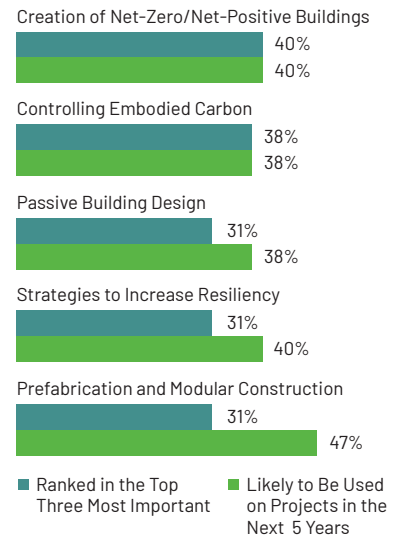 Creation of Net-Zero/Net-Positive Buildings
40%
40%
Controlling Embodied Carbon
38%
38%
Passive Building Design
31%
38%
Strategies to Increase Resiliency
31%
40%
Prefabrication and Modular Construction
31%
47%
Ranked in the Top
Three Most Important
Likely to Be Used
on Projects in the
Next 5 Years